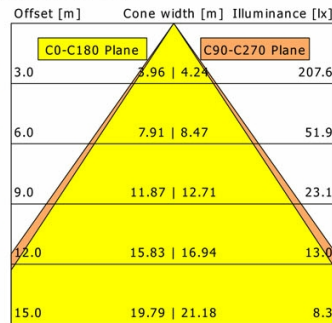 Offset [m] Cone width [m] Illuminance [lx]
C0-C180 Plane C90-C270 Plane
3.0 3.96 | 4.24 207.6
6.0 7.91 | 8.47 51.9
9.0 11.87 | 12.71 23.1
12.0 15.83 | 16.94 13.0
15.0 19.79 | 21.18 8.3